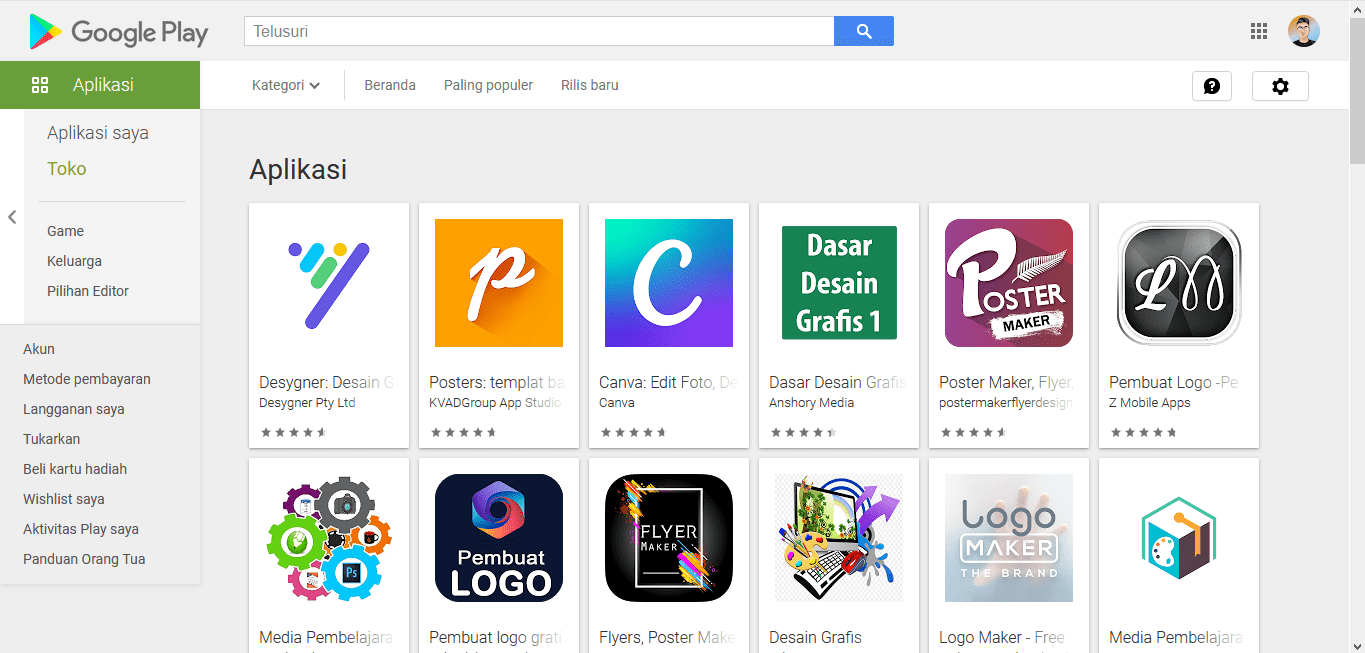 Google Play
Telusuri
Aplikasi
Kategori
Beranda
Paling populer
Rilis baru
Aplikasi saya
Toko
Game
Keluarga
Pilihan Editor
Akun
Metode pembayaran
Langganan saya
Tukarkan
Beli kartu hadiah
Wishlist saya
Aktivitas Play saya
Panduan Orang Tua
Aplikasi
p
C
Dasar
Desain
Grafis 1
POSTER
MAKER
LM
Desygner: Desain G
Desygner Pty Ltd
Posters: templat ba
KVADGroup App Studio
Canva: Edit Foto, De
Canva
Dasar Desain Grafis
Anshory Media
Poster Maker, Flyer,
postermakerflyerdesign
Pembuat Logo -Pe
Z Mobile Apps
Ps
Pembuat
LOGO
FLYER
MAKER
Logo
MAKER
THE BRAND
Media Pembelajara
Pembuat logo grati
Flyers, Poster Make
Desain Grafis
Logo Maker - Free
Media Pembelajara